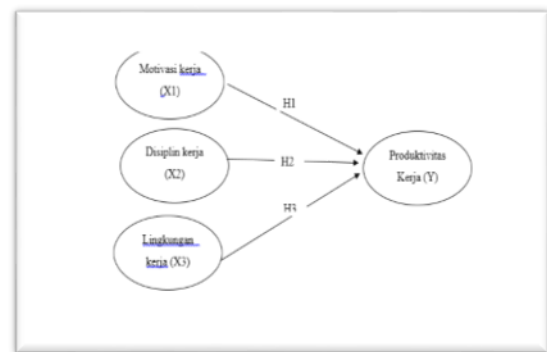 Motivasi kerja
(X1)
H1
Disiplin kerja
(X2)
H2
Produktivitas
Kerja (Y)
H3
Lingkungan
kerja (X3)